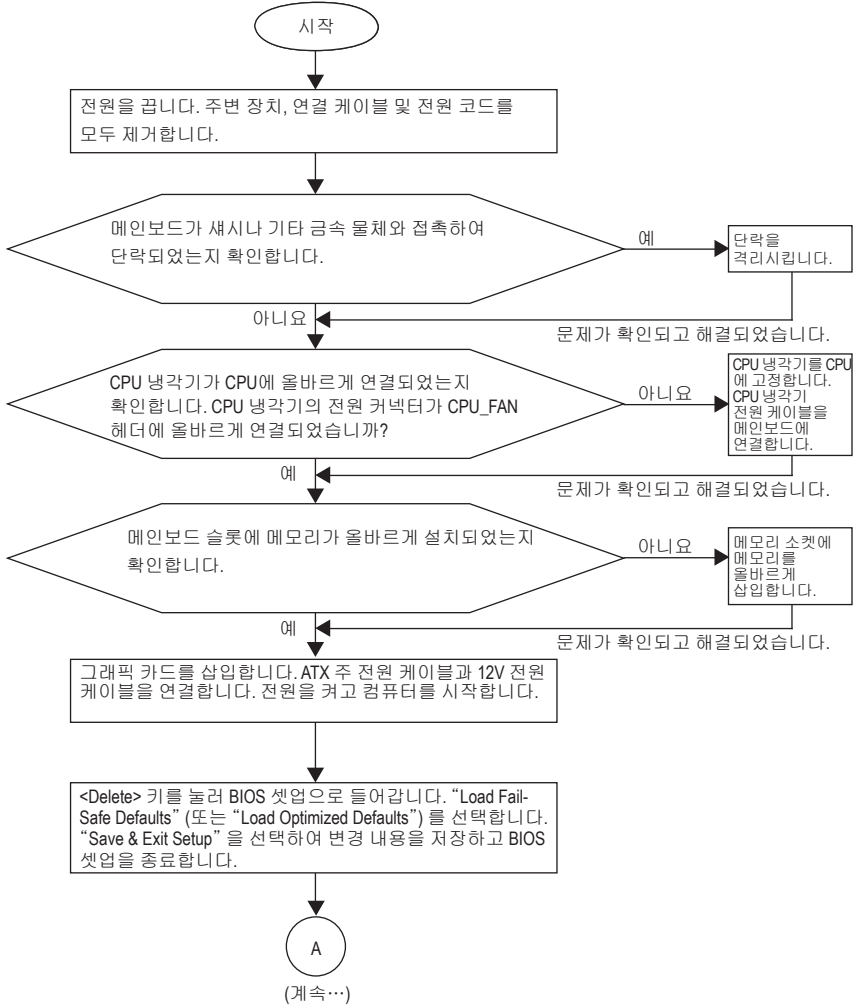 시작
전원을 끕니다. 주변 장치, 연결 케이블 및 전원 코드를
모두 제거합니다.
메인보드가 섀시나 기타 금속 물체와 접촉하여
단락되었는지 확인합니다.
예
단락을
격리시킵니다.
아니요
문제가 확인되고 해결되었습니다.
CPU 냉각기가 CPU에 올바르게 연결되었는지
확인합니다. CPU 냉각기의 전원 커넥터가 CPU_FAN
헤더에 올바르게 연결되었습니까?
아니요
CPU 냉각기를 CPU
에 고정합니다.
CPU 냉각기
전원 케이블을
메인보드에
연결합니다.
예
문제가 확인되고 해결되었습니다.
메인보드 슬롯에 메모리가 올바르게 설치되었는지
확인합니다.
아니요
메모리 소켓에
메모리를
올바르게
삽입합니다.
예
문제가 확인되고 해결되었습니다.
그래픽 카드를 삽입합니다. ATX 주 전원 케이블과 12V 전원
케이블을 연결합니다. 전원을 켜고 컴퓨터를 시작합니다.
<Delete> 키를 눌러 BIOS 셋업으로 들어갑니다. “Load Fail-
Safe Defaults” (또는 “Load Optimized Defaults”) 를 선택합니다.
“Save & Exit Setup” 을 선택하여 변경 내용을 저장하고 BIOS
셋업을 종료합니다.
A
(계속…)